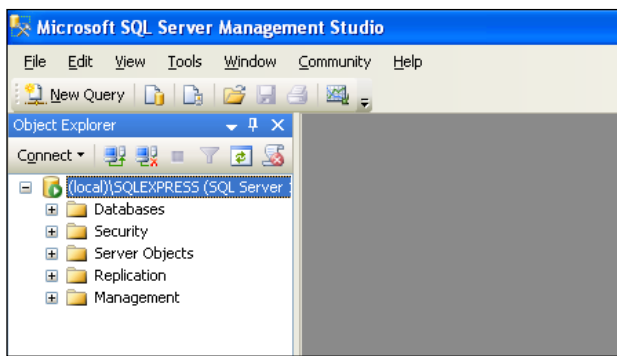 Microsoft SQL Server Management Studio
File Edit View Tools Window Community Help
New Query
Object Explorer
Connect
(local)\SQLEXPRESS (SQL Server
Databases
Security
Server Objects
Replication
Management